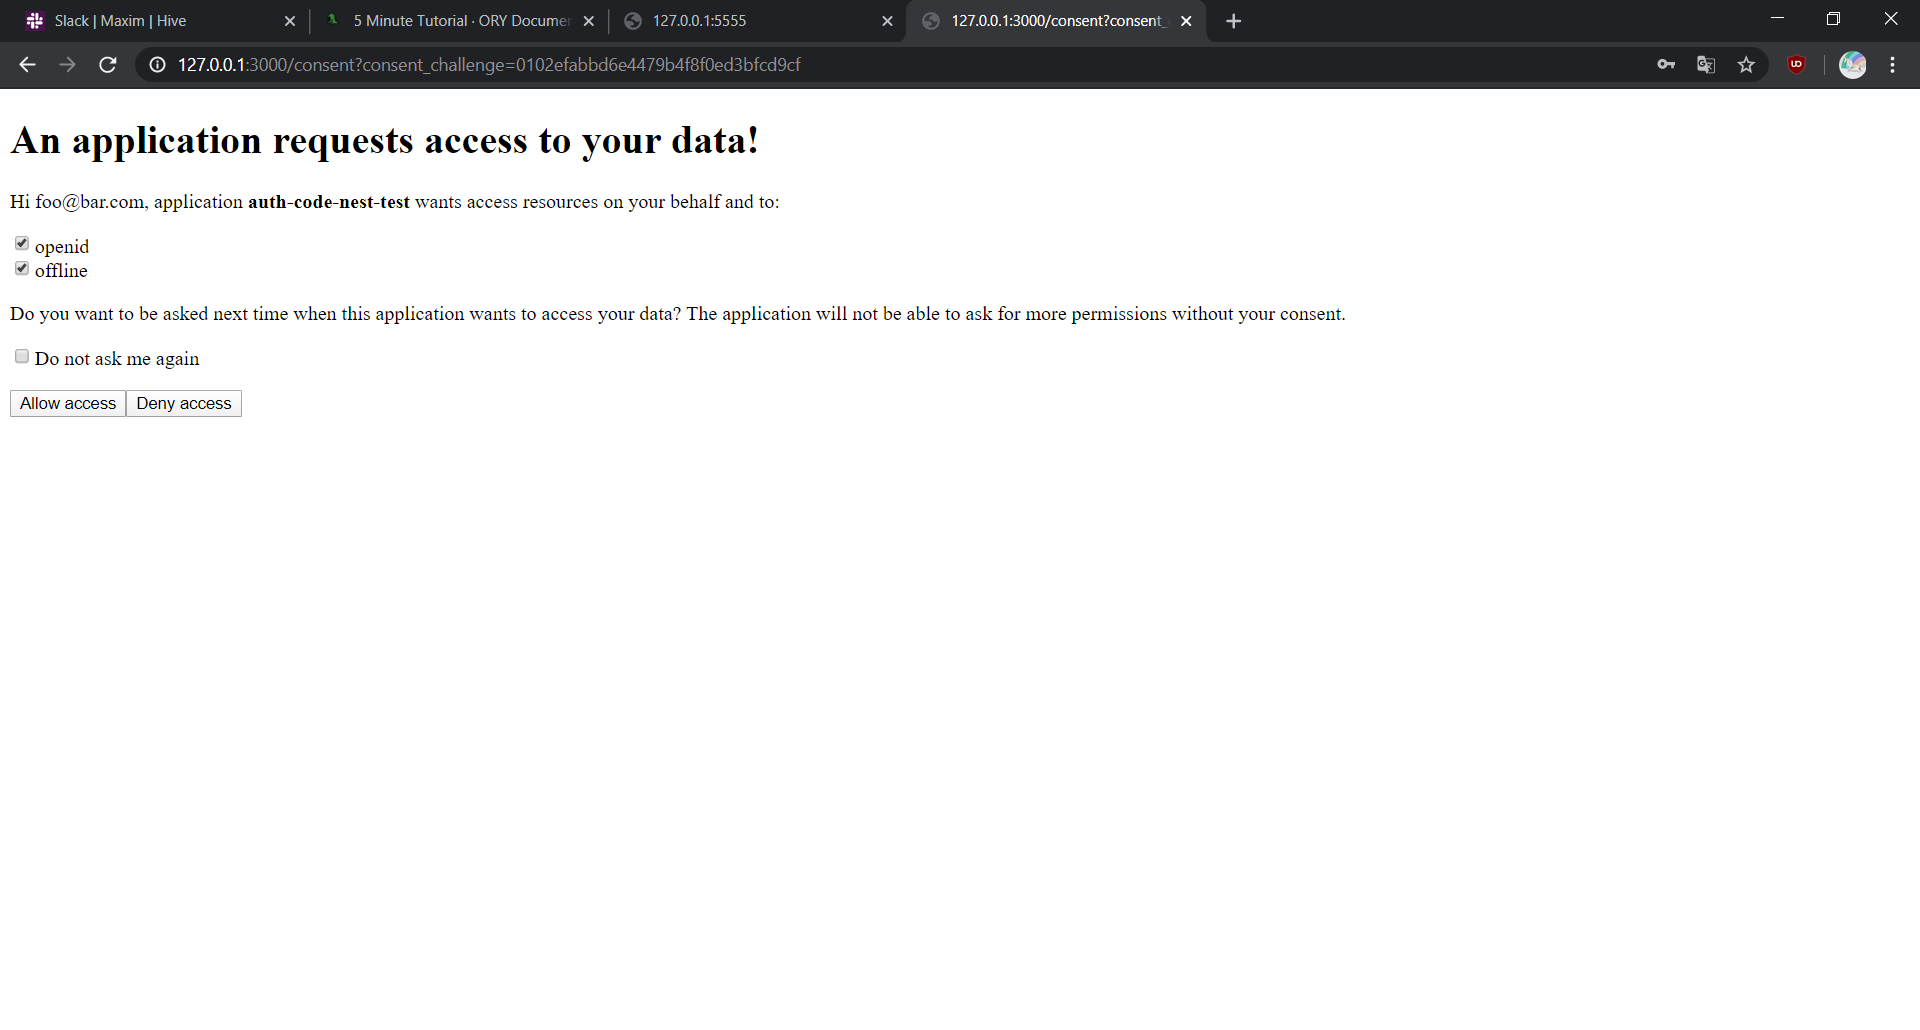 Slack | Maxim | Hive
5 Minute Tutorial · ORY Documen
127.0.0.1:5555
127.0.0.1:3000/consent?consent_
127.0.0.1:3000/consent?consent_challenge=0102efabbd6e4479b4f8f0ed3bfcd9cf
An application requests access to your data!
Hi foo@bar.com, application auth-code-nest-test wants access resources on your behalf and to:
openid
offline
Do you want to be asked next time when this application wants to access your data? The application will not be able to ask for more permissions without your consent.
Do not ask me again
Allow access Deny access